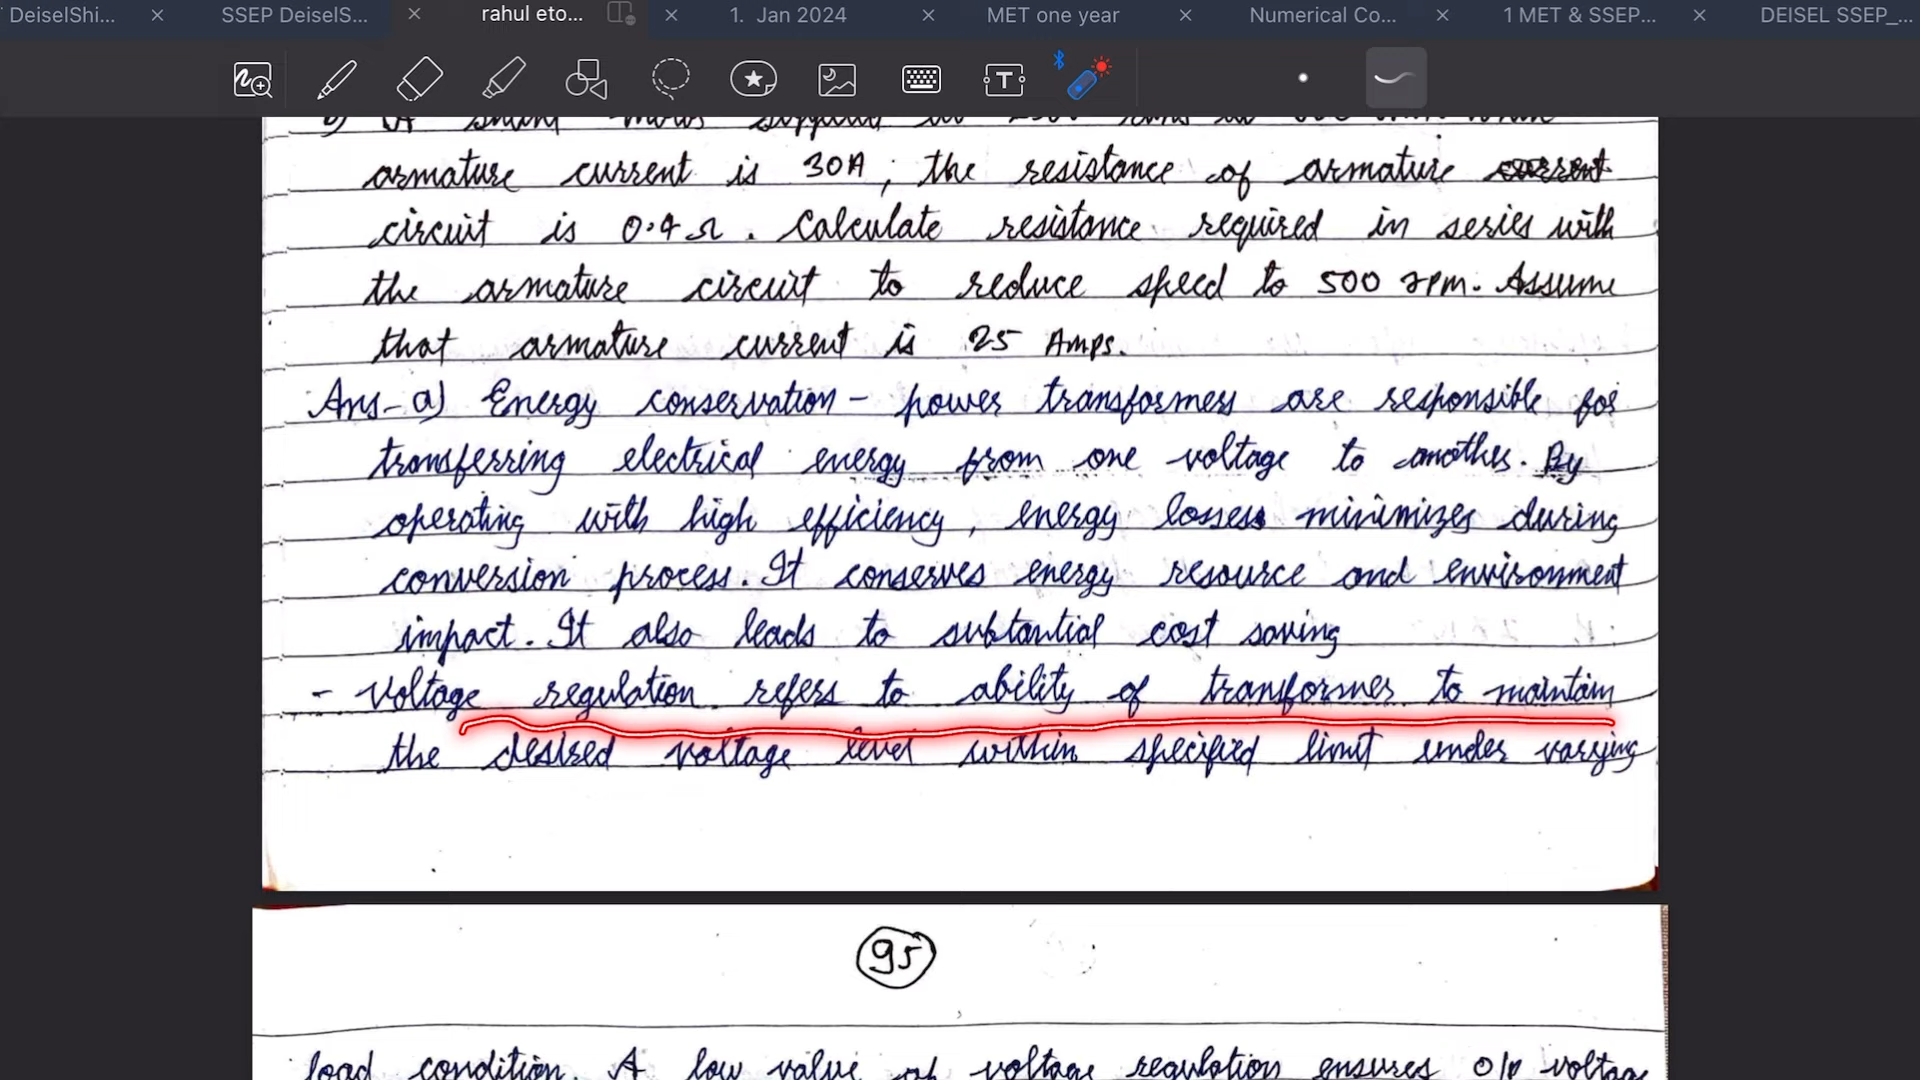 DeiselShi...
SSEP DeiselS...
rahul eto...
1. Jan 2024
MET one year
Numerical Co...
1 MET & SSEP...
DEISEL SSEP_...
armature current is 30A, the resistance of armature current
circuit is 0.4 Ω. Calculate resistance required in series with
the armature circuit to reduce speed to 500 rpm. Assume
that armature current is 25 Amps.
Ans- a) Energy conservation - power transformers are responsible for
transferring electrical energy from one voltage to another. By
operating with high efficiency, energy losses minimizes during
conversion process. It conserves energy resource and environment
impact. It also leads to subtantial cost saving
- Voltage regulation refers to ability of transformer to maintain
the desired voltage level within specified limit under varying
95
load condition. A low value of voltage regulation ensures o/p voltage